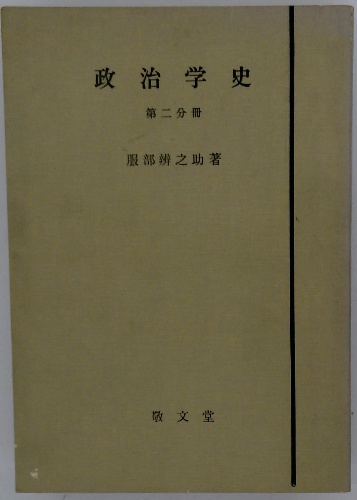 政治学史
第二分冊
服部辨之助著
敬文堂